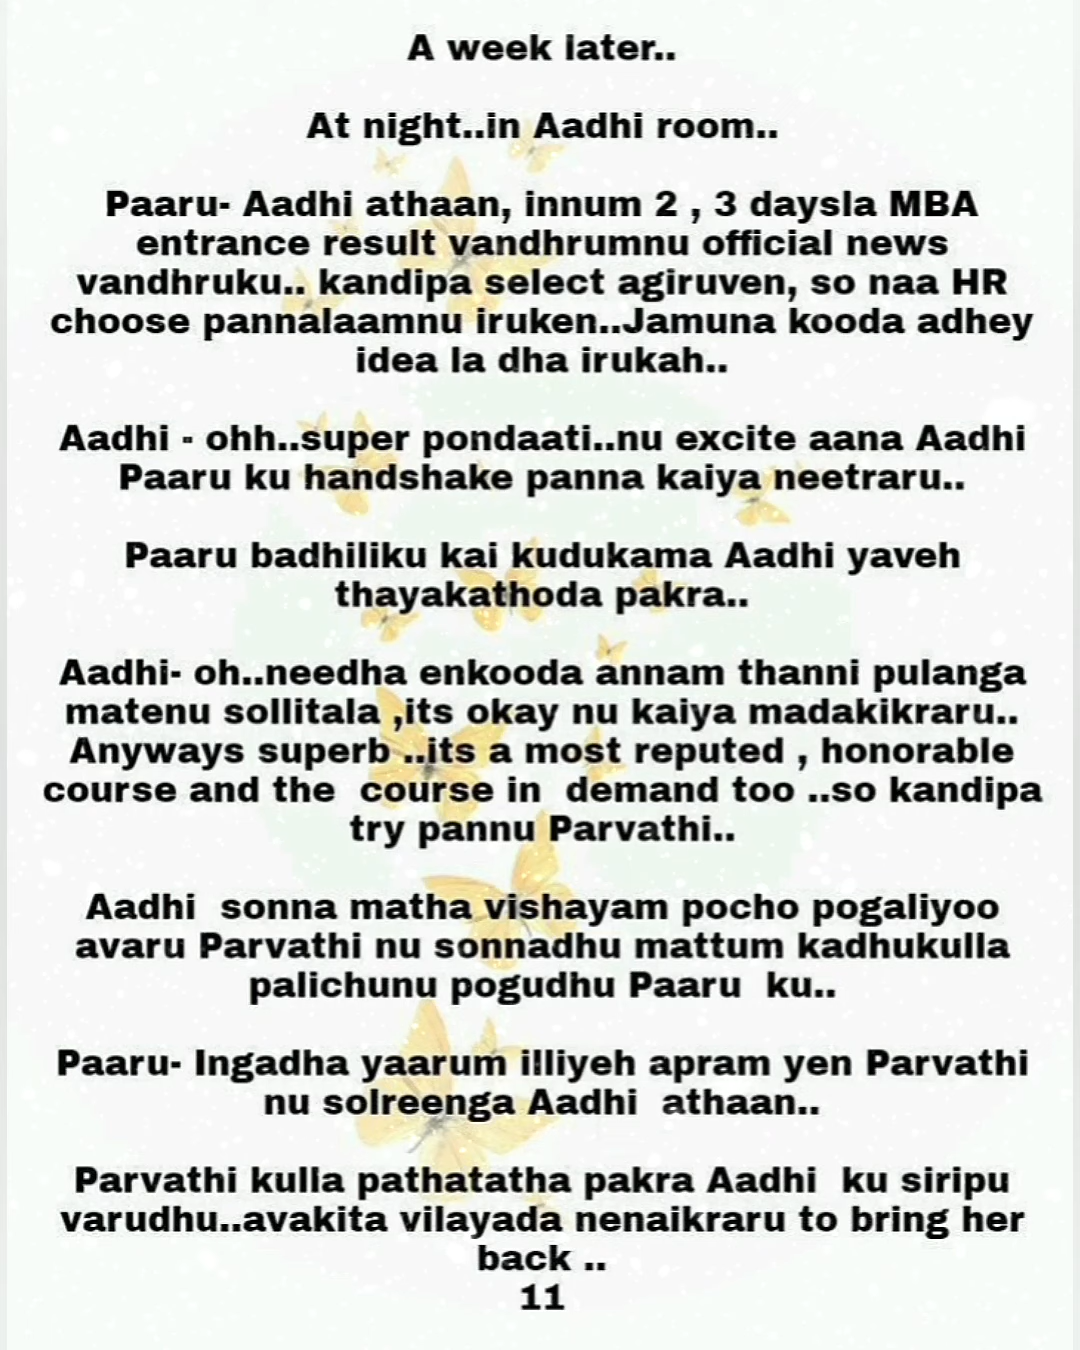 A week later..
At night..in Aadhi room..
Paaru- Aadhi athaan, innum 2 , 3 daysla MBA
entrance result vandhrumnu official news
vandhruku.. kandipa select agiruven, so naa HR
choose pannalaamnu iruken..Jamuna kooda adhey
idea la dha irukah..
Aadhi - ohh..super pondaati..nu excite aana Aadhi
Paaru ku handshake panna kaiya neetraru..
Paaru badhiliku kai kudukama Aadhi yaveh
thayakathoda pakra..
Aadhi- oh..needha enkooda annam thanni pulanga
matenu sollitala ,its okay nu kaiya madakikraru..
Anyways superb ..its a most reputed , honorable
course and the  course in  demand too ..so kandipa
try pannu Parvathi..
Aadhi  sonna matha vishayam pocho pogaliyoo
avaru Parvathi nu sonnadhu mattum kadhukulla
palichunu pogudhu Paaru  ku..
Paaru- Ingadha yaarum illiyeh apram yen Parvathi
nu solreenga Aadhi  athaan..
Parvathi kulla pathatatha pakra Aadhi  ku siripu
varudhu..avakita vilayada nenaikraru to bring her
back ..
11